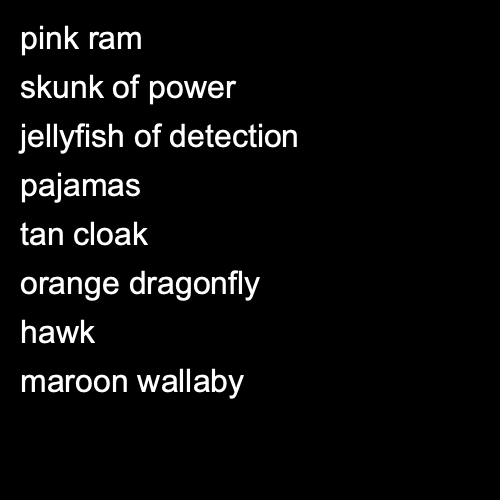 pink ram
skunk of power
jellyfish of detection
pajamas
tan cloak
orange dragonfly
hawk
maroon wallaby